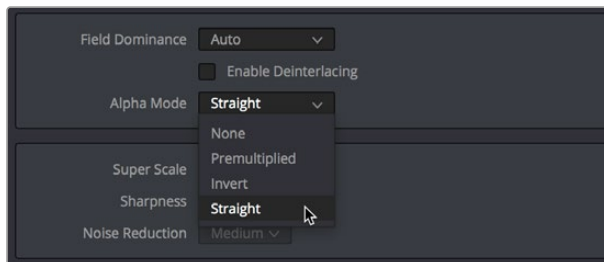 Field Dominance Auto
Enable Deinterlacing
Alpha Mode Straight
None
Premultiplied
Super Scale
Invert
Sharpness
Straight
Noise Reduction Medium